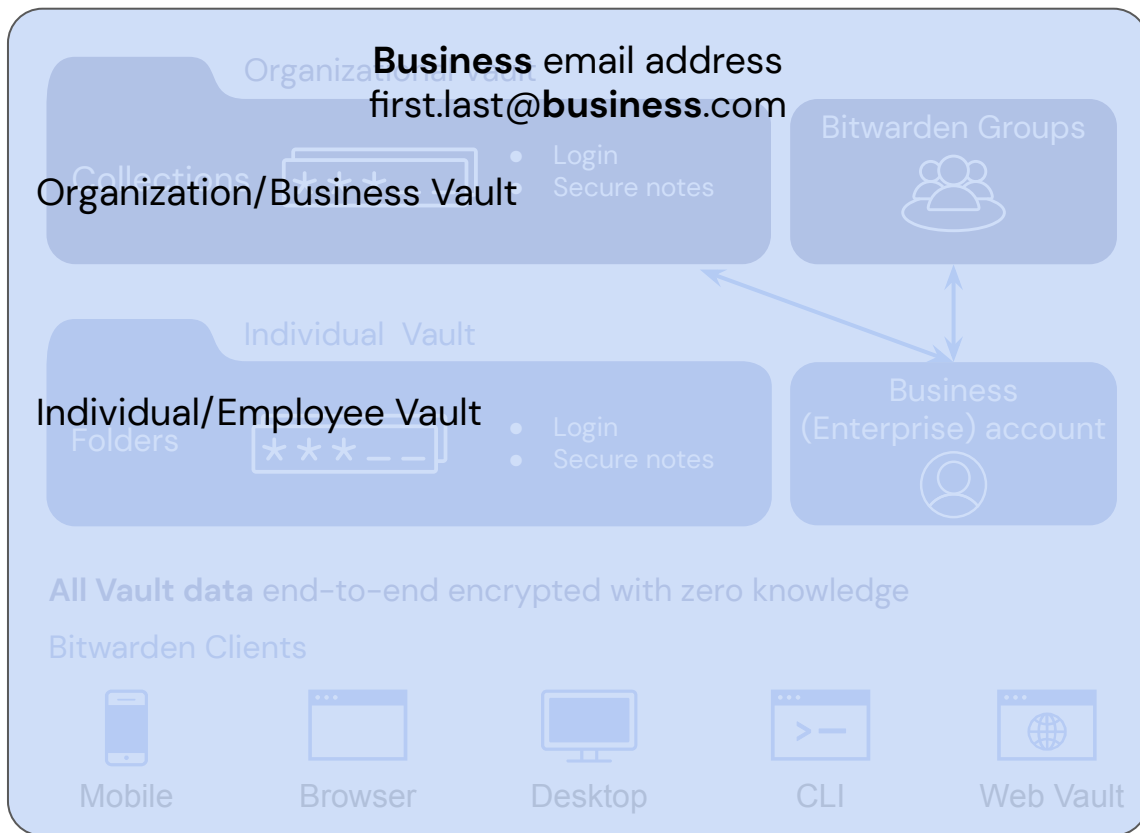 Organizational Vault
Business email address
first.last@business.com
Collections
***__
Login
Secure notes
Organization/Business Vault
Bitwarden Groups
Individual Vault
Individual/Employee Vault
Folders
***__
Login
Secure notes
Business
(Enterprise) account
All Vault data end-to-end encrypted with zero knowledge
Bitwarden Clients
>—
Mobile
Browser
Desktop
CLI
Web Vault